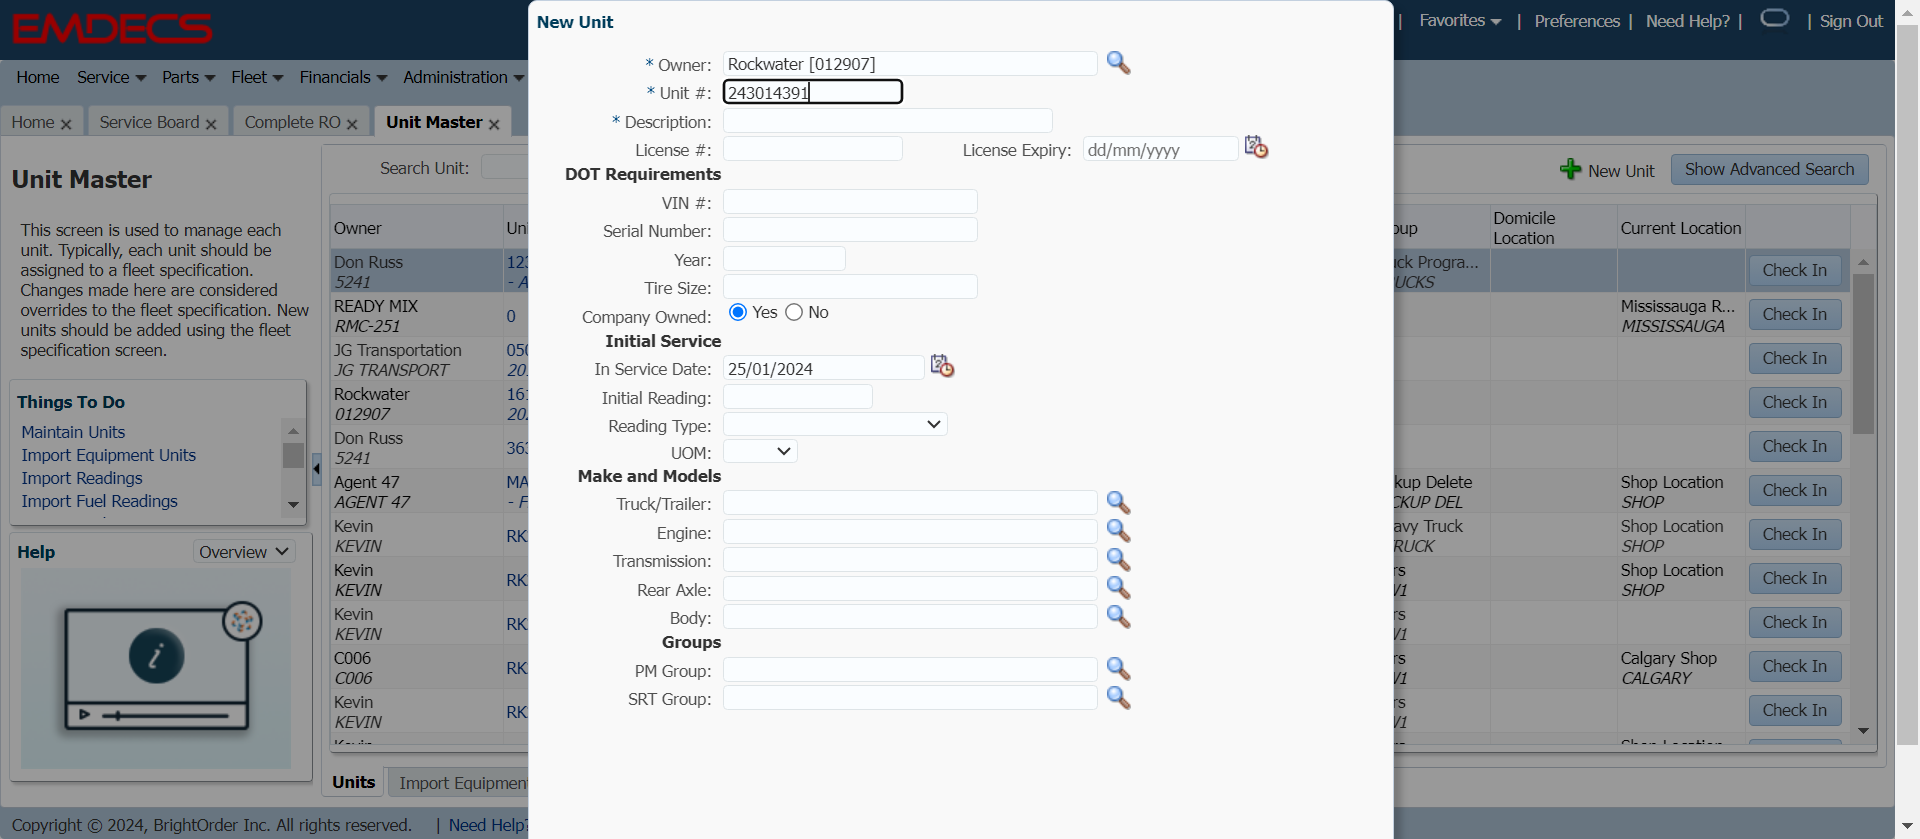 EMDECS
New Unit
| Favorites | Preferences | Need Help? | | Sign Out
Home Service Parts Fleet Financials Administration
Home Service Board Complete RO Unit Master
* Owner: Rockwater [012907]
* Unit #: 243014391
* Description:
License #: License Expiry: dd/mm/yyyy
DOT Requirements
VIN #:
Serial Number:
Year:
Tire Size:
Company Owned: Yes No
Initial Service
In Service Date: 25/01/2024
Initial Reading:
Reading Type:
UOM:
Make and Models
Truck/Trailer:
Engine:
Transmission:
Rear Axle:
Body:
Groups
PM Group:
SRT Group:
Unit Master
This screen is used to manage each
unit. Typically, each unit should be
assigned to a fleet specification.
Changes made here are considered
overrides to the fleet specification. New
units should be added using the fleet
specification screen.
Things To Do
Maintain Units
Import Equipment Units
Import Readings
Import Fuel Readings
Help Overview
Search Unit:
New Unit Show Advanced Search
Owner Uni oup Domicile
Location Current Location
Don Russ 123 ck Progra... Check In
5241 - A UCKS
READY MIX 0 Mississauga R... Check In
RMC-251 MISSISSAUGA
JG Transportation 050 Check In
JG TRANSPORT 20
Rockwater 161 Check In
012907 20
Don Russ 363 Check In
5241
Agent 47 MA kup Delete Shop Location Check In
AGENT 47 - F CKUP DEL SHOP
Kevin RK avy Truck Shop Location Check In
KEVIN RUCK SHOP
Kevin RK rs Shop Location Check In
KEVIN V1 SHOP
Kevin RK rs Check In
KEVIN V1
C006 RK rs Calgary Shop Check In
C006 V1 CALGARY
Kevin RK rs Check In
KEVIN V1
Units Import Equipmen
Copyright © 2024, BrightOrder Inc. All rights reserved. | Need Help?